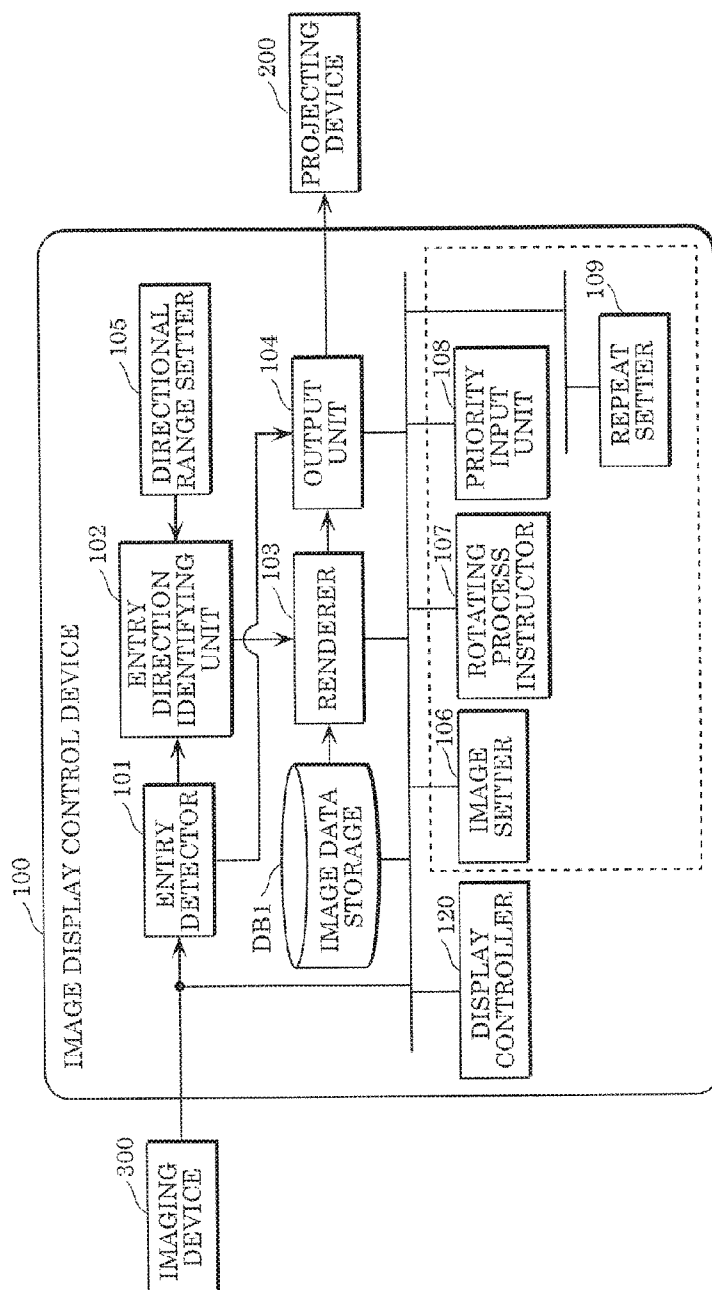 100
IMAGE DISPLAY CONTROL DEVICE
300
IMAGING
DEVICE
101
ENTRY
DETECTOR
102
ENTRY
DIRECTION
IDENTIFYING
UNIT
105
DIRECTIONAL
RANGE SETTER
200
PROJECTING
DEVICE
DB1
IMAGE DATA
STORAGE
103
RENDERER
104
OUTPUT
UNIT
120
DISPLAY
CONTROLLER
106
IMAGE
SETTER
107
ROTATING
PROCESS
INSTRUCTOR
108
PRIORITY
INPUT
UNIT
109
REPEAT
SETTER